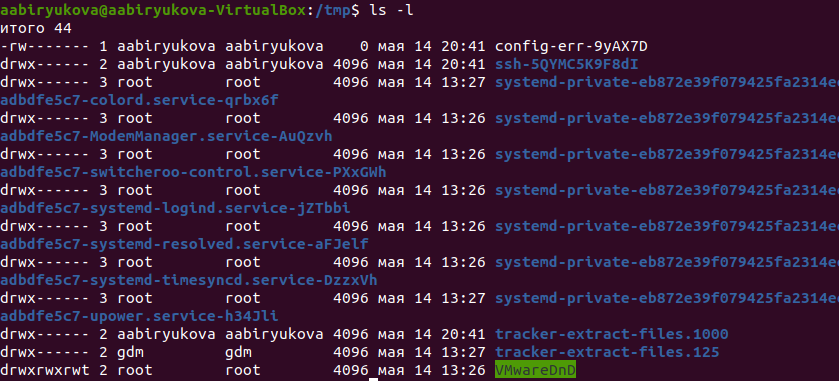 aabiryukova@aabiryukova-VirtualBox:/tmp$ ls -l
итого 44
-rw------- 1 aabiryukova aabiryukova    0 мая 14 20:41 config-err-9yAX7D
drwx------ 2 aabiryukova aabiryukova 4096 мая 14 20:41 ssh-5QYMC5K9F8dI
drwx------ 3 root        root        4096 мая 14 13:27 systemd-private-eb872e39f079425fa2314ee
adbdfe5c7-colord.service-qrbx6f
drwx------ 3 root        root        4096 мая 14 13:26 systemd-private-eb872e39f079425fa2314ee
adbdfe5c7-ModemManager.service-AuQzvh
drwx------ 3 root        root        4096 мая 14 13:26 systemd-private-eb872e39f079425fa2314ee
adbdfe5c7-switcheroo-control.service-PXxGWh
drwx------ 3 root        root        4096 мая 14 13:26 systemd-private-eb872e39f079425fa2314ee
adbdfe5c7-systemd-logind.service-jZTbbi
drwx------ 3 root        root        4096 мая 14 13:26 systemd-private-eb872e39f079425fa2314ee
adbdfe5c7-systemd-resolved.service-aFJelf
drwx------ 3 root        root        4096 мая 14 13:26 systemd-private-eb872e39f079425fa2314ee
adbdfe5c7-systemd-timesyncd.service-DzzxVh
drwx------ 3 root        root        4096 мая 14 13:27 systemd-private-eb872e39f079425fa2314ee
adbdfe5c7-upower.service-h34Jli
drwx------ 2 aabiryukova aabiryukova 4096 мая 14 20:41 tracker-extract-files.1000
drwx------ 2 gdm         gdm         4096 мая 14 13:27 tracker-extract-files.125
drwxrwxrwt 2 root        root        4096 мая 14 13:26 VMwareDnD